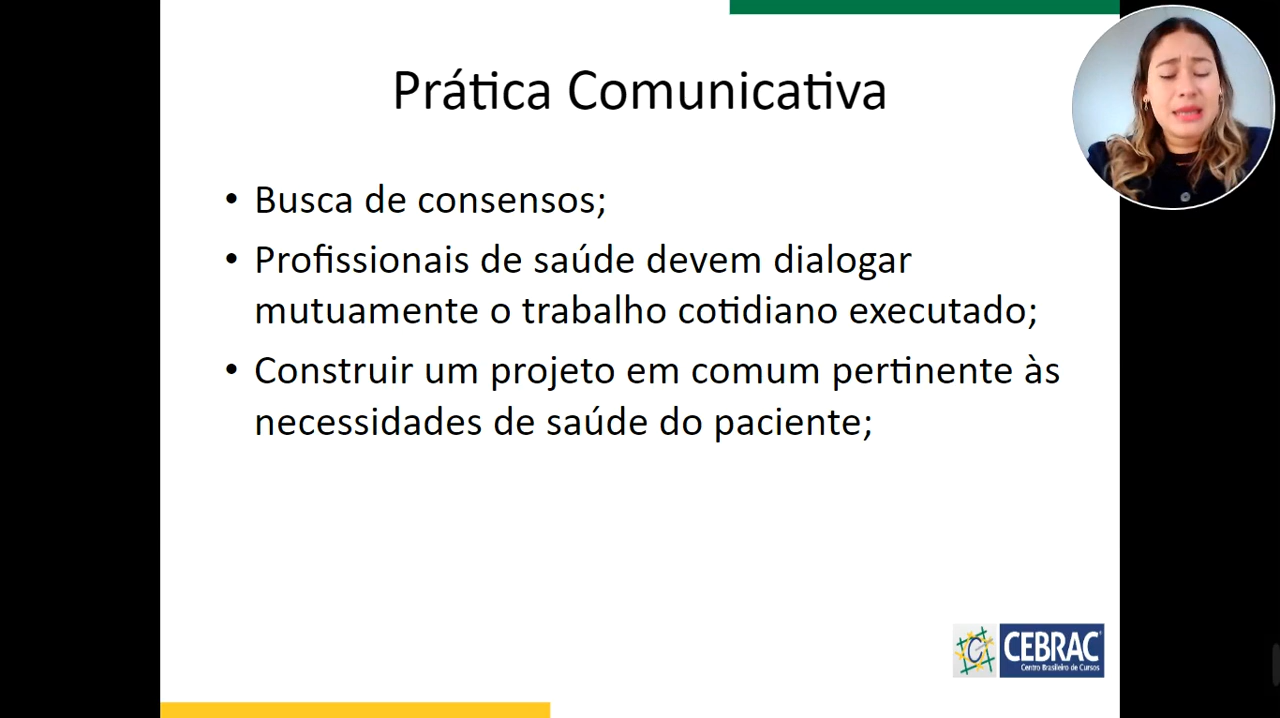 Prática Comunicativa
• Busca de consensos;
• Profissionais de saúde devem dialogar
mutuamente o trabalho cotidiano executado;
• Construir um projeto em comum pertinente às
necessidades de saúde do paciente;
CEBRAC
Centro Brasileiro de Cursos